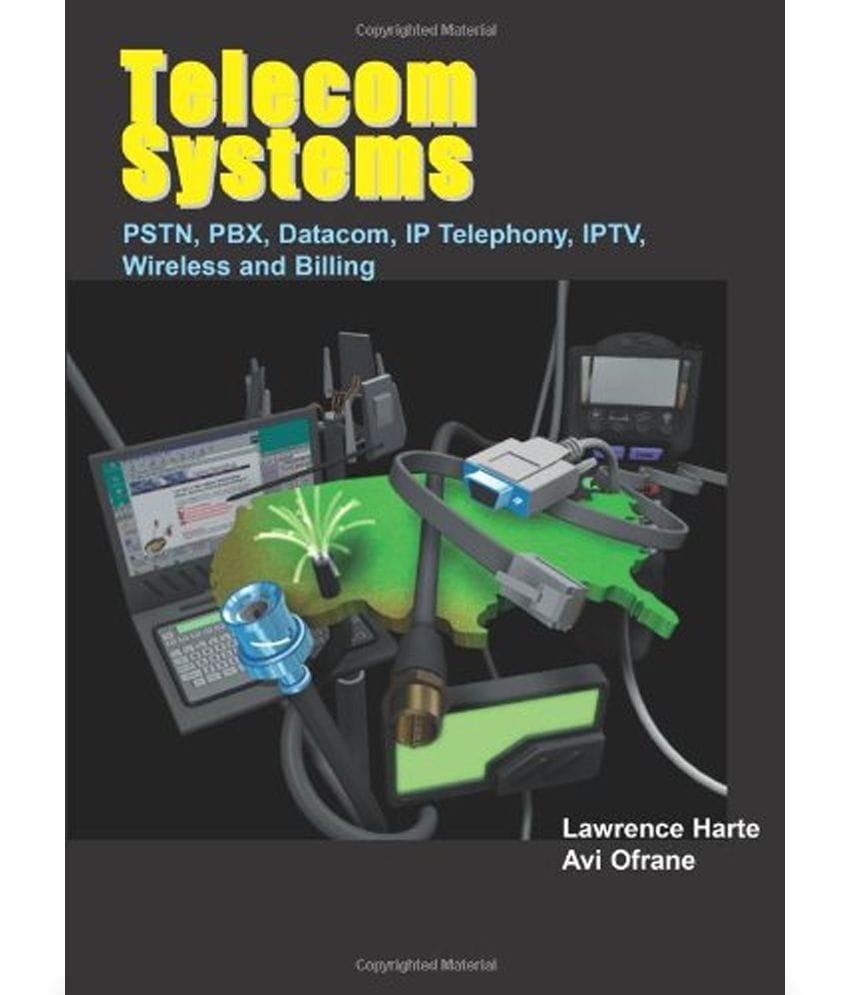 Copyrighted Material
Telecom
Systems
PSTN, PBX, Datacom, IP Telephony, IPTV,
Wireless and Billing
Lawrence Harte
Avi Ofrane
Copyrighted Material